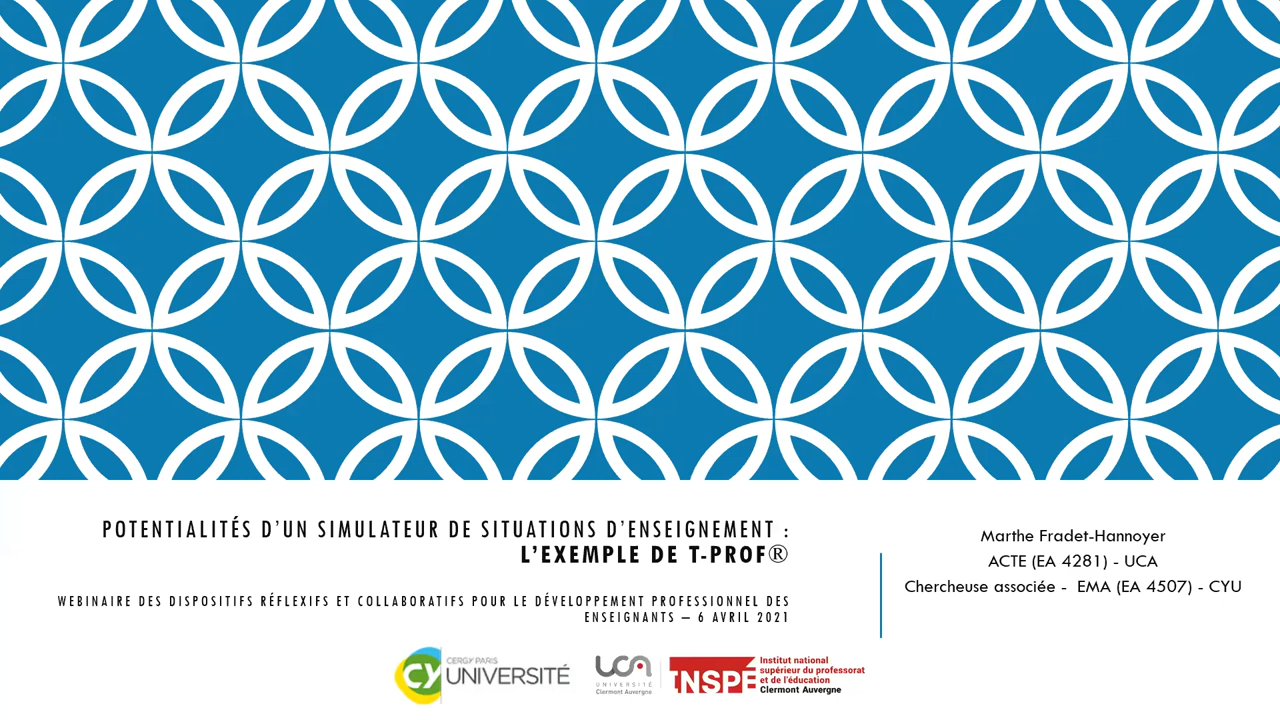 POTENTIALITÉS D'UN SIMULATEUR DE SITUATIONS D'ENSEIGNEMENT :
L'EXEMPLE DE T-PROF®
WEBINAIRE DES DISPOSITIFS RÉFLEXIFS ET COLLABORATIFS POUR LE DÉVELOPPEMENT PROFESSIONNEL DES
ENSEIGNANTS – 6 AVRIL 2021
Marthe Fradet-Hannoyer
ACTE (EA 4281) - UCA
Chercheuse associée - EMA (EA 4507) - CYU
CY
CERGY PARIS
UNIVERSITÉ
UCA
UNIVERSITÉ
Clermont Auvergne
INSPÉ
Institut national
supérieur du professorat
et de l'éducation
Clermont Auvergne